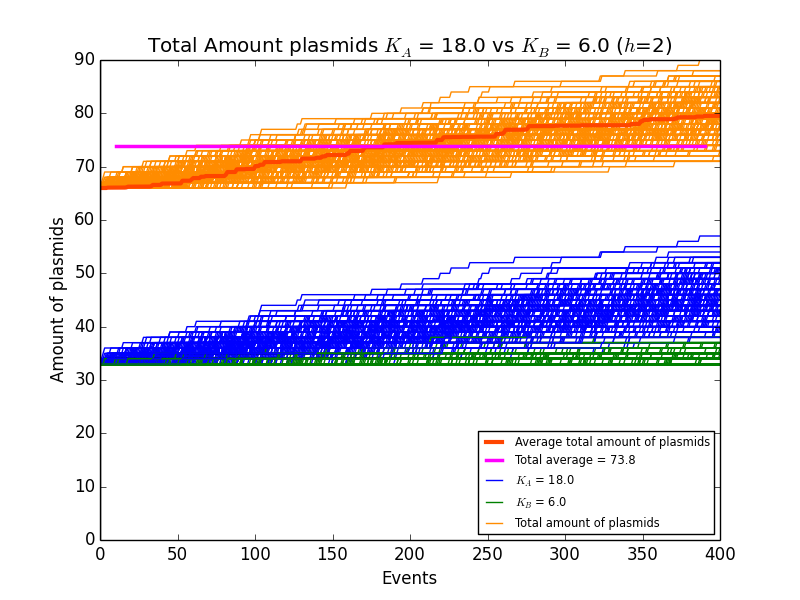 Total Amount plasmids K_A = 18.0 vs K_B = 6.0 (h=2)
Amount of plasmids
90
80
70
60
50
40
30
20
10
0
Average total amount of plasmids
Total average = 73.8
K_A = 18.0
K_B = 6.0
Total amount of plasmids
0 50 100 150 200 250 300 350 400
Events